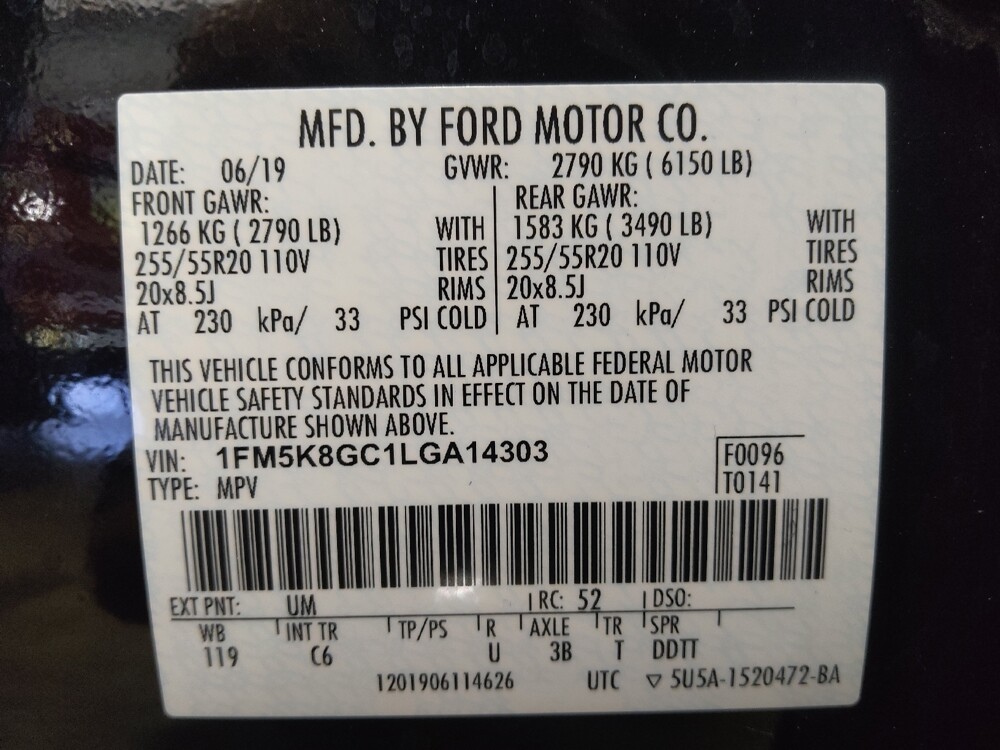 MFD. BY FORD MOTOR CO.
DATE: 06/19 GVWR: 2790 KG ( 6150 LB)
FRONT GAWR: REAR GAWR:
1266 KG ( 2790 LB) WITH 1583 KG ( 3490 LB) WITH
255/55R20 110V TIRES 255/55R20 110V TIRES
20x8.5J RIMS 20x8.5J RIMS
AT 230 kPa/ 33 PSI COLD AT 230 kPa/ 33 PSI COLD
THIS VEHICLE CONFORMS TO ALL APPLICABLE FEDERAL MOTOR
VEHICLE SAFETY STANDARDS IN EFFECT ON THE DATE OF
MANUFACTURE SHOWN ABOVE.
VIN: 1FM5K8GC1LGA14303 F0096
TYPE: MPV T0141
EXT PNT: UM RC: 52 DSO:
WB INT TR TP/PS R AXLE TR SPR
119 C6 U 3B T DDTT
1201906114626 UTC ▽ 5U5A-1520472-BA